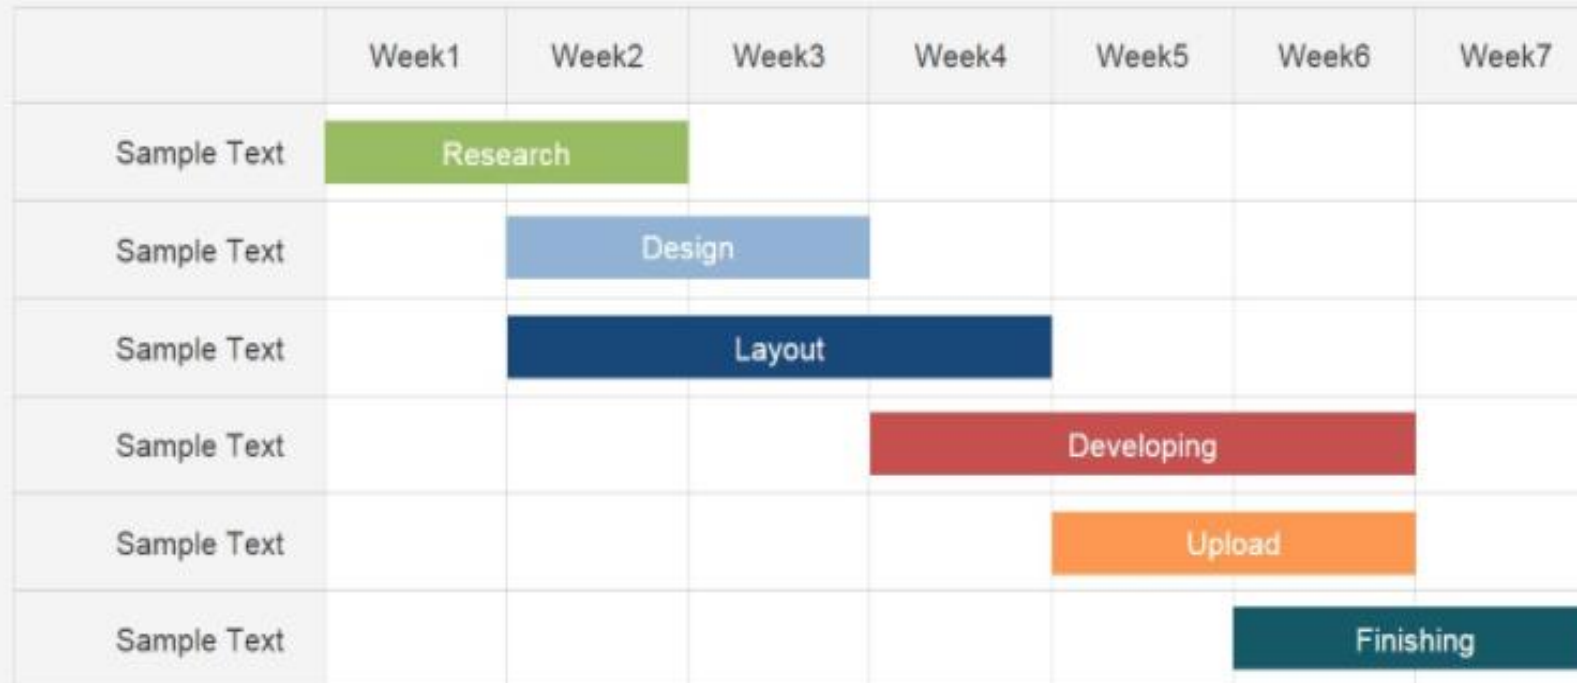 Week1 Week2 Week3 Week4 Week5 Week6 Week7
Sample Text Research
Sample Text Design
Sample Text Layout
Sample Text Developing
Sample Text Upload
Sample Text Finishing